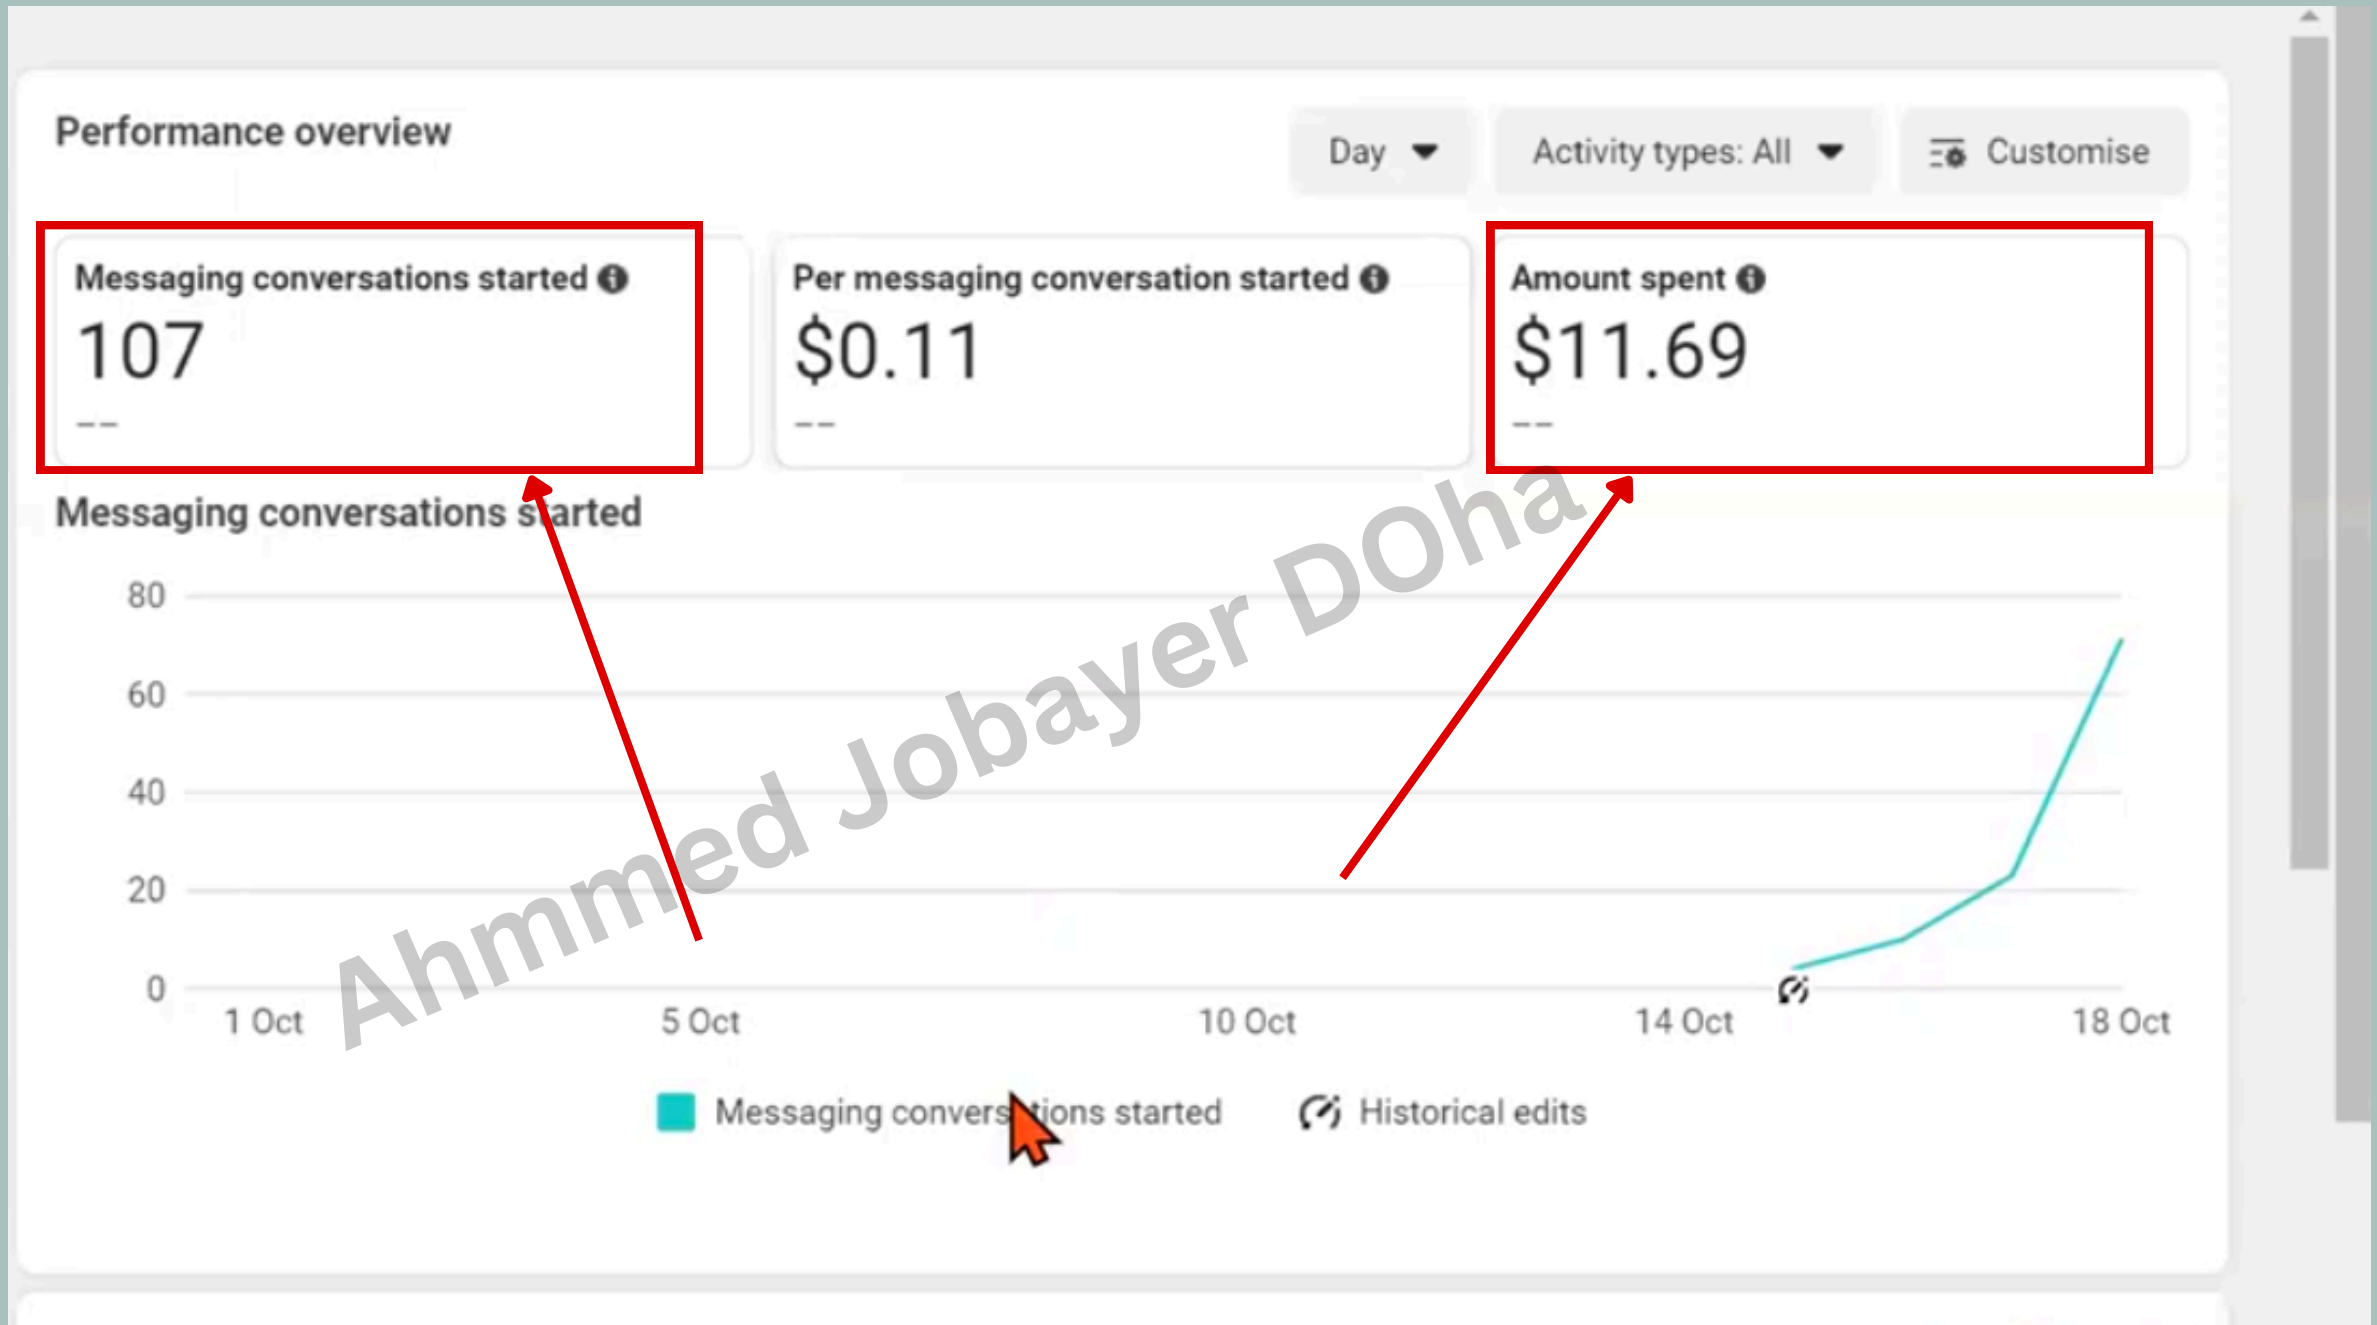 Performance overview
Day
Activity types: All
Customise
Messaging conversations started
107
--
Per messaging conversation started
$0.11
--
Amount spent
$11.69
--
Messaging conversations started
80
60
40
20
0
1 Oct
5 Oct
10 Oct
14 Oct
18 Oct
Messaging conversations started
Historical edits
Ahmmed Jobayer DOha